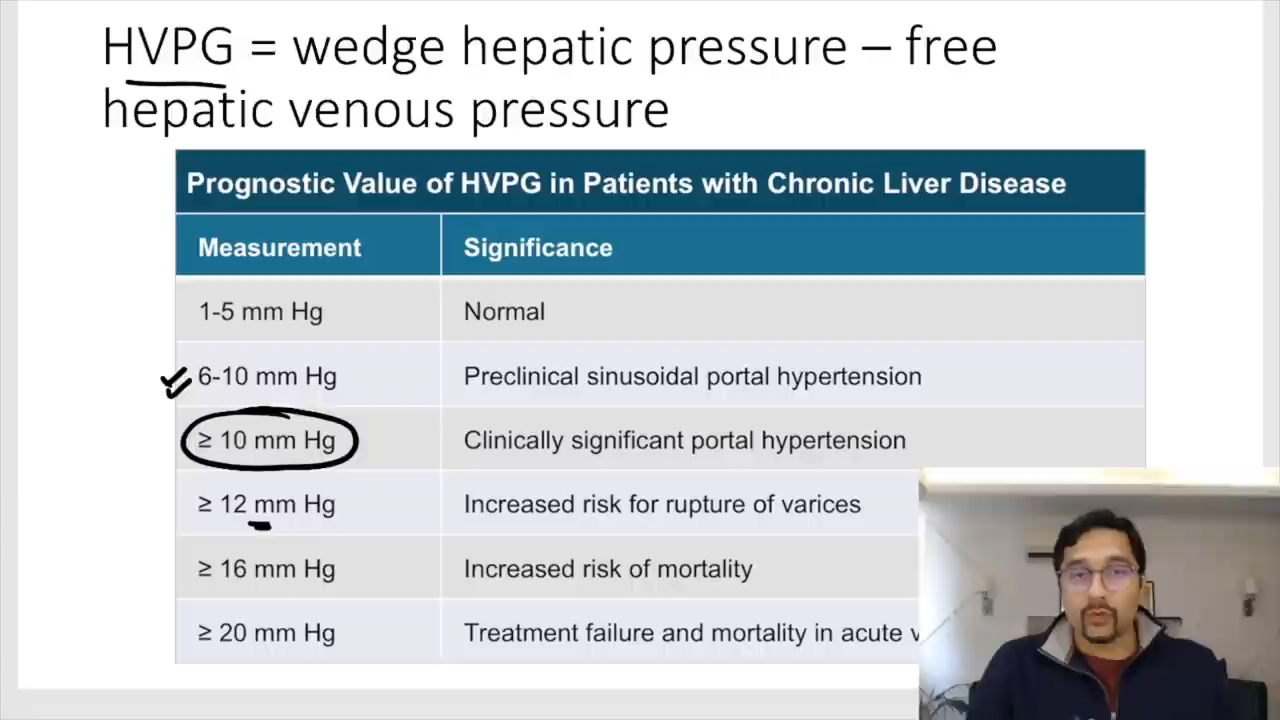 HVPG = wedge hepatic pressure – free
hepatic venous pressure
Prognostic Value of HVPG in Patients with Chronic Liver Disease
Measurement Significance
1-5 mm Hg Normal
6-10 mm Hg Preclinical sinusoidal portal hypertension
≥ 10 mm Hg Clinically significant portal hypertension
≥ 12 mm Hg Increased risk for rupture of varices
≥ 16 mm Hg Increased risk of mortality
≥ 20 mm Hg Treatment failure and mortality in acute